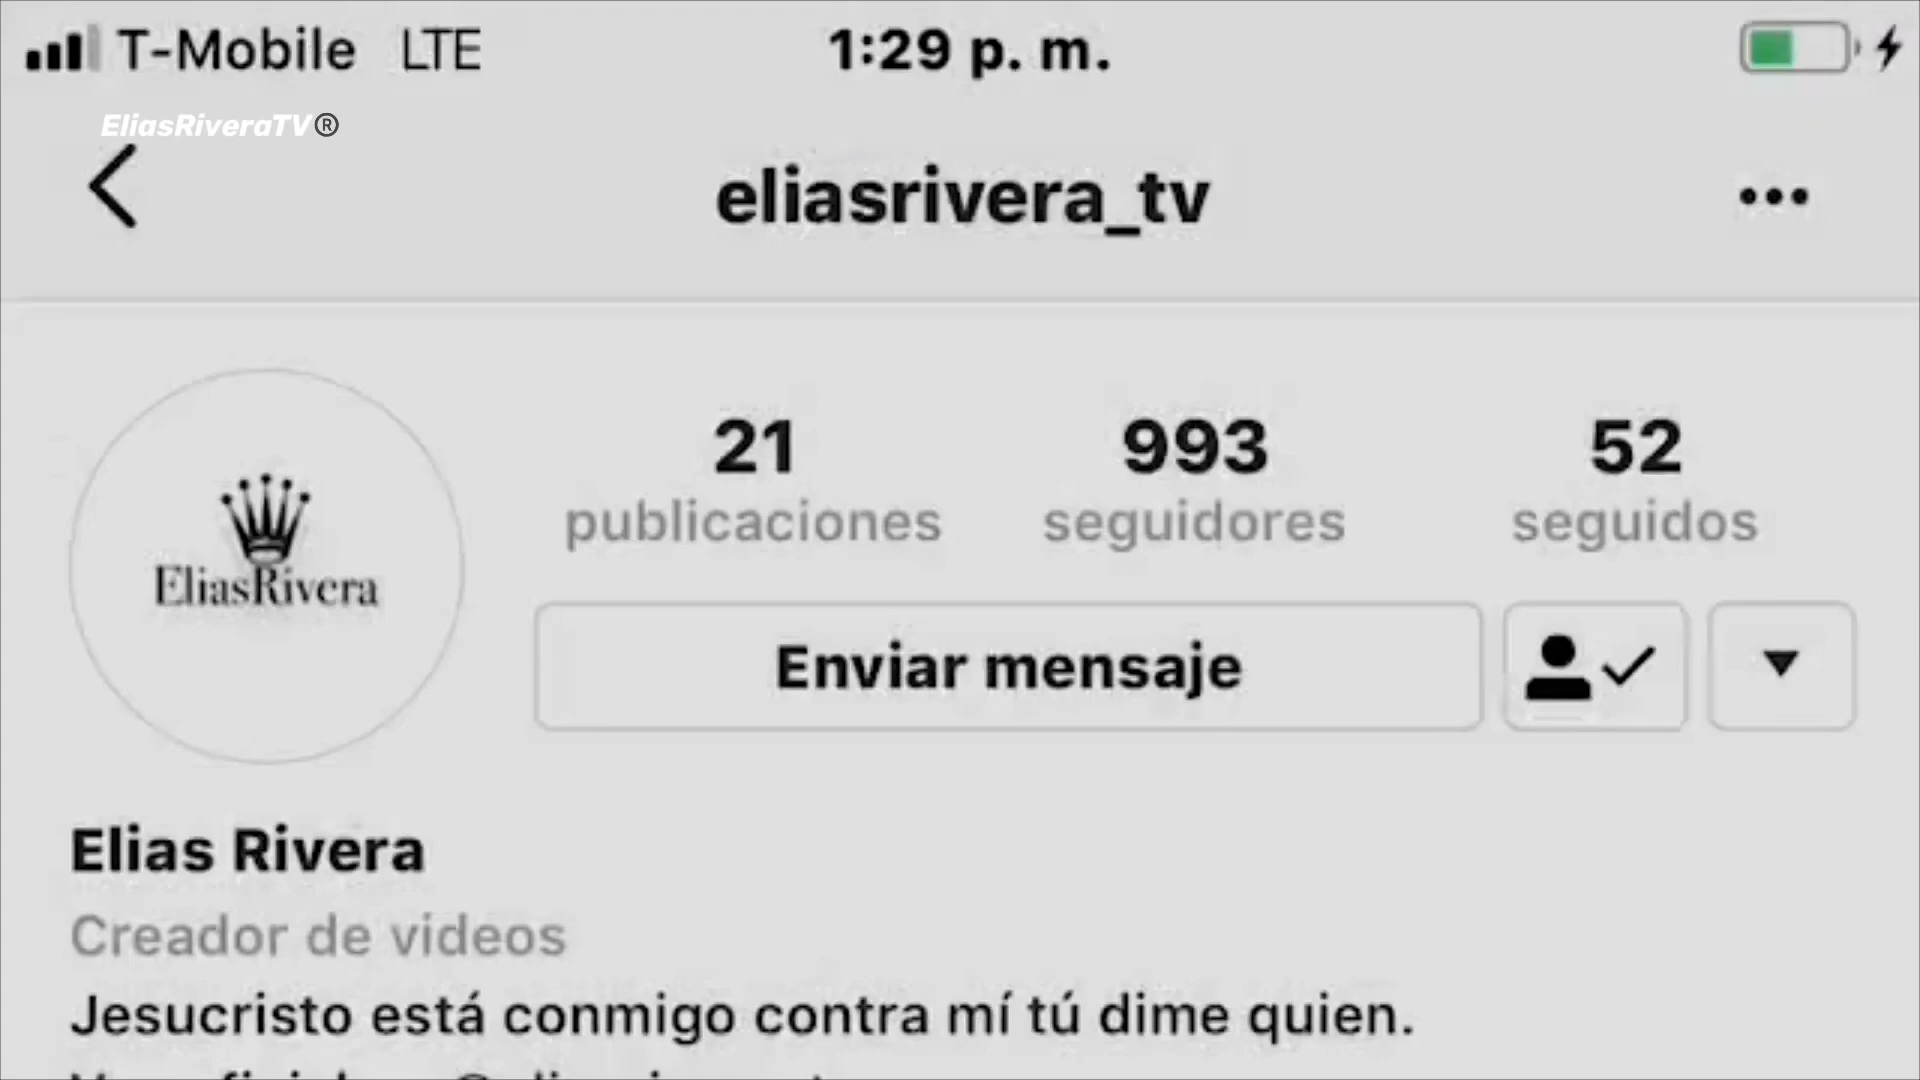 T-Mobile LTE 1:29 p. m.
EliasRiveraTV®
eliasrivera_tv
21 993 52
publicaciones seguidores seguidos
EliasRivera
Enviar mensaje
Elias Rivera
Creador de videos
Jesucristo está conmigo contra mí tú dime quien.